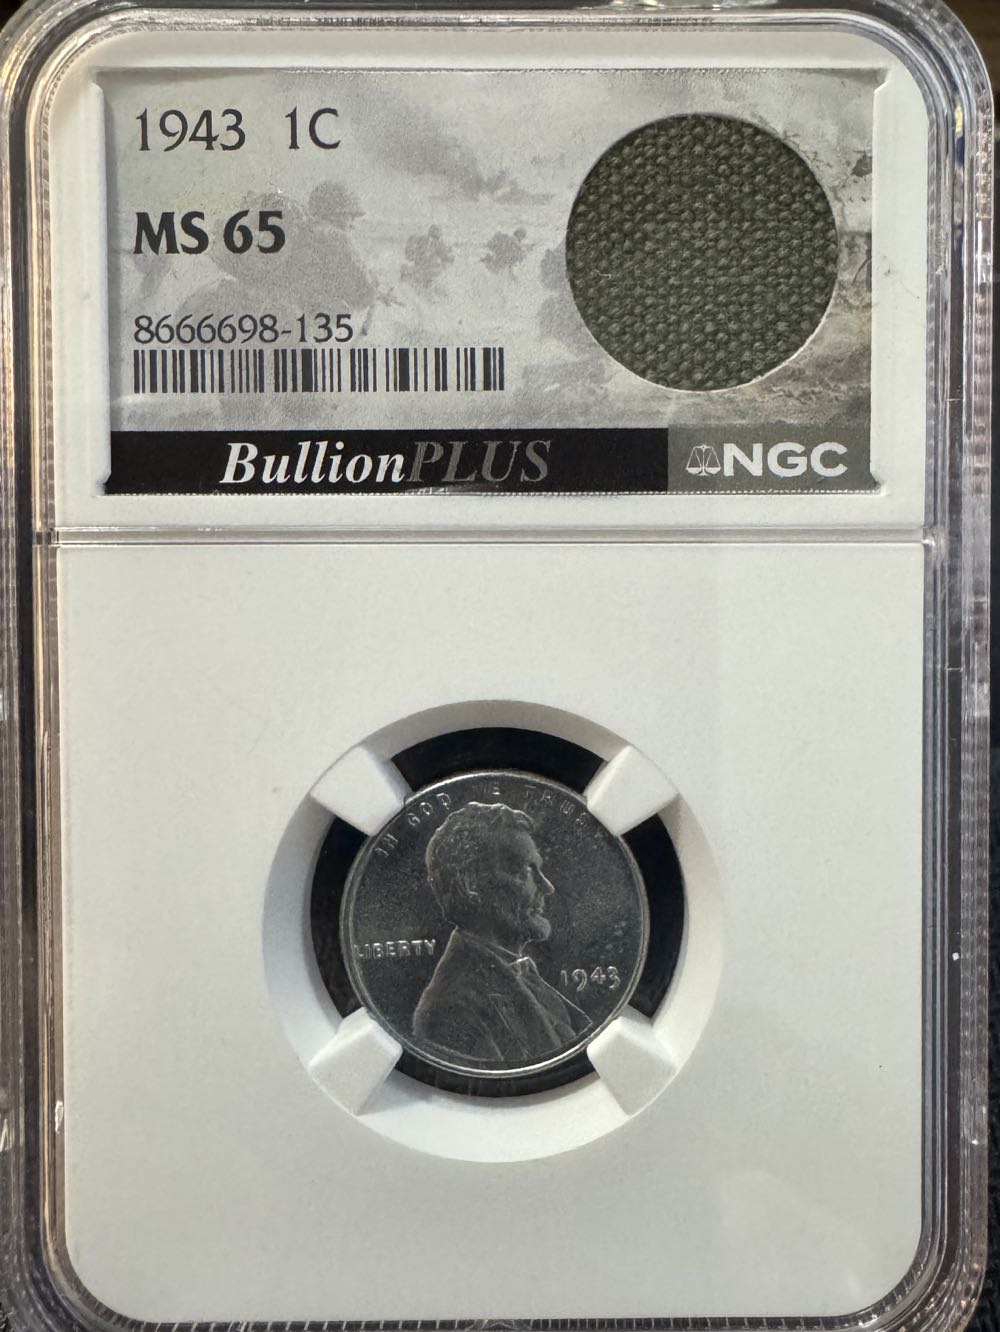 1943 1C
MS 65
8666698-135
BullionPLUS
NGC
IN GOD WE TRUST
LIBERTY
1943